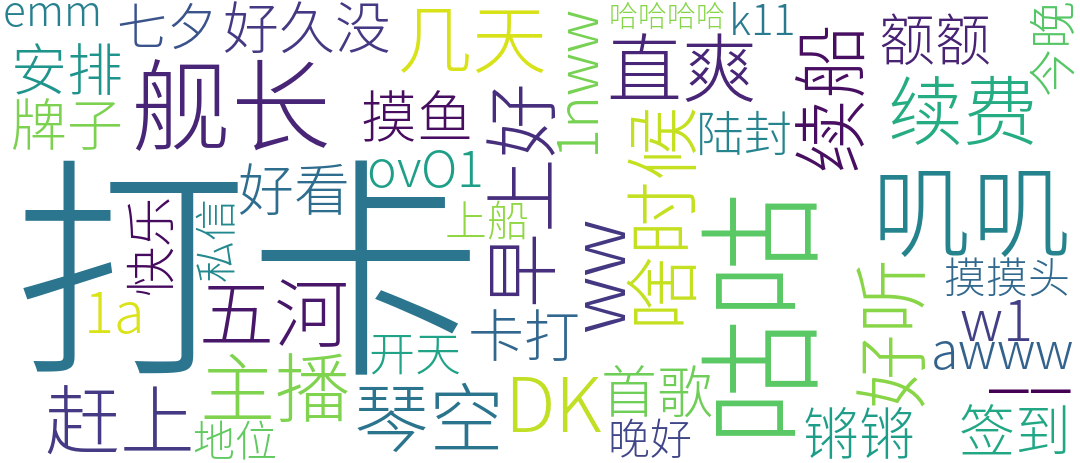 emm
七夕
好久没
几天
哈哈哈哈
k11
额额
今晚
安排
舰长
直爽
续船
1nww
牌子
摸鱼
早上好
续费
陆封
啥时候
打卡
ovO1
好看
叽叽
快乐
私信
上船
咕咕
ww
好听
摸摸头
1a
五河
w1
卡打
开天
awww
一一
主播
琴空
DK
首歌
赶上
地位
晚好
锵锵
签到